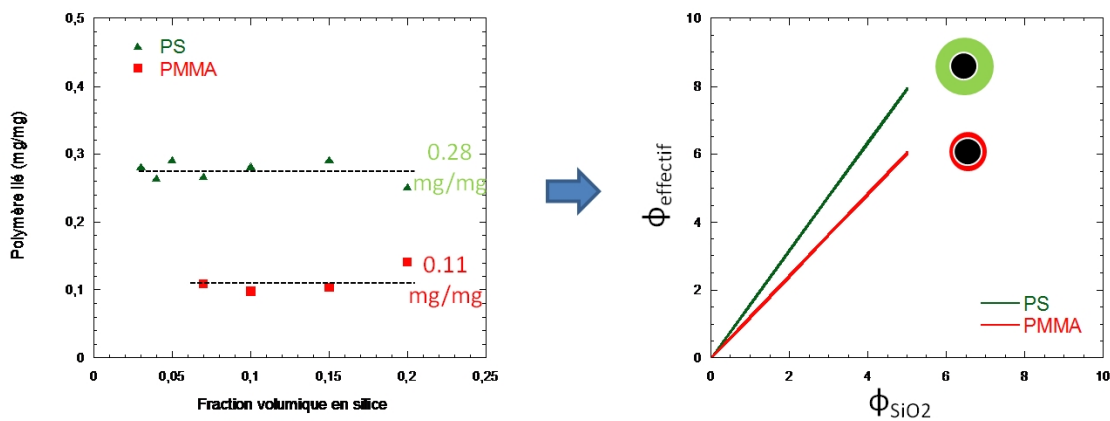 0,5
0,4
0,3
0,2
0,1
0
Polymère lié (mg/mg)
PS
PMMA
0.28
mg/mg
0.11
mg/mg
0
0,05
0,1
0,15
0,2
0,25
Fraction volumique en silice
10
8
6
4
2
0
ϕeffectif
PS
PMMA
0
2
4
6
8
10
ϕSiO2